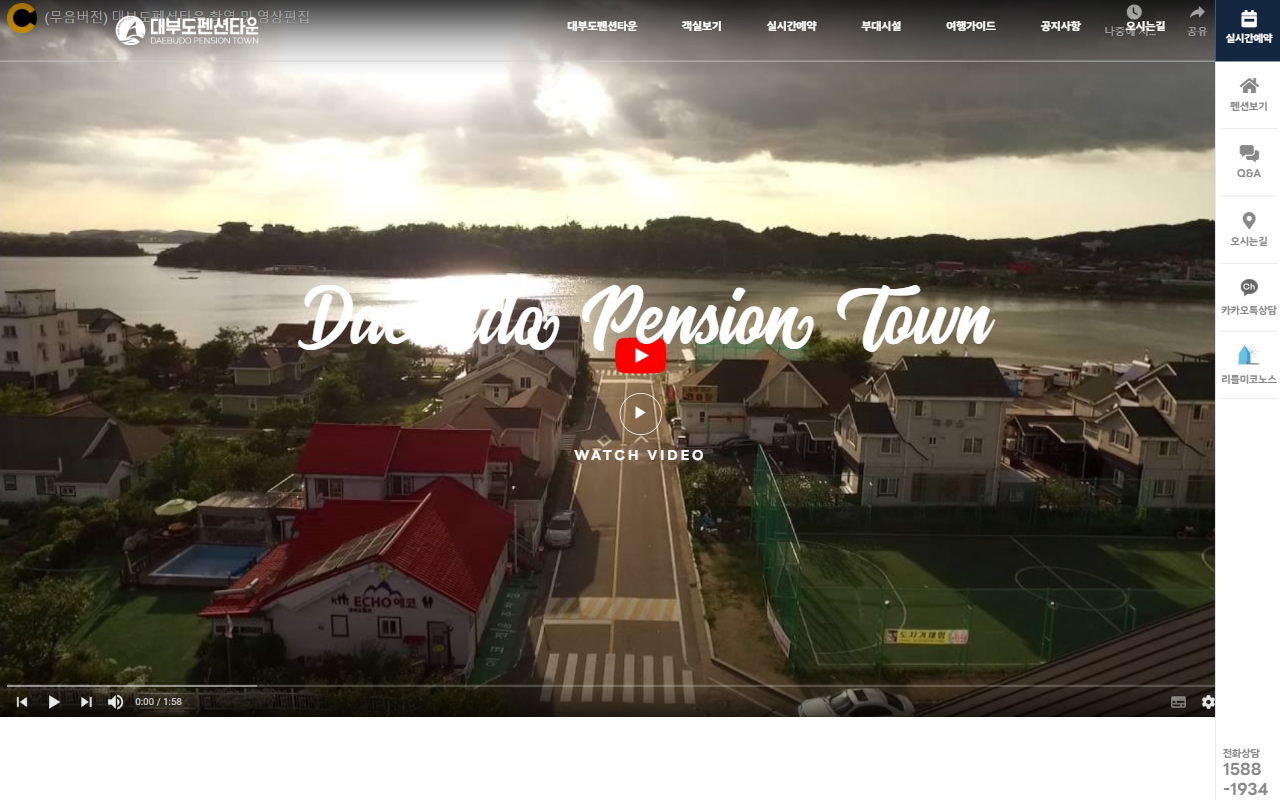 (무음버전) 대부도펜션타운 촬영 및 영상편집
대부도펜션타운
DAEBUDO PENSION TOWN
대부도펜션타운
객실보기
실시간예약
부대시설
여행가이드
공지사항
오시는길
공유
실시간예약
펜션보기
Q&A
오시는길
Ch
카카오톡상담
리틀미코노스
Daebudo Pension Town
WATCH VIDEO
ECHO 에코
0:00 / 1:58
전화상담
1588
-1934